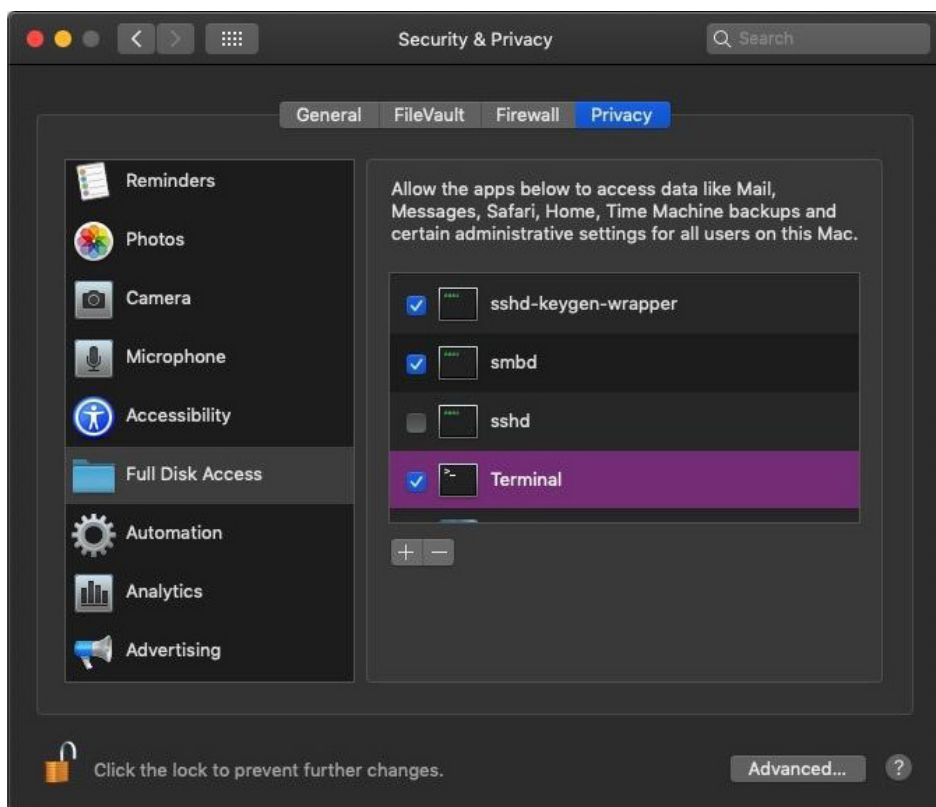 Security & Privacy
Search
General
FileVault
Firewall
Privacy
Reminders
Photos
Camera
Microphone
Accessibility
Full Disk Access
Automation
Analytics
Advertising
Allow the apps below to access data like Mail,
Messages, Safari, Home, Time Machine backups and
certain administrative settings for all users on this Mac.
sshd-keygen-wrapper
smbd
sshd
Terminal
Click the lock to prevent further changes.
Advanced...
?